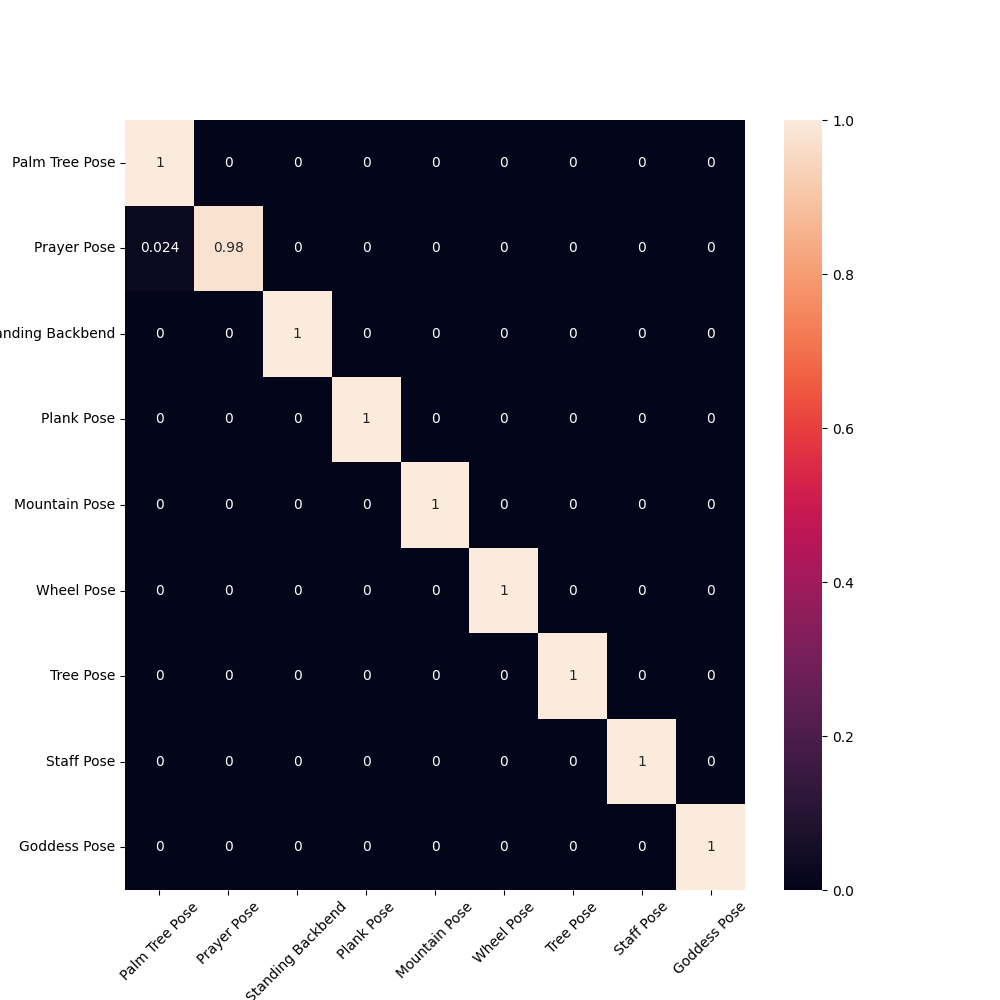 1.0
Palm Tree Pose 1 0 0 0 0 0 0 0 0
0.8
Prayer Pose 0.024 0.98 0 0 0 0 0 0 0
anding Backbend 0 0 1 0 0 0 0 0 0
Plank Pose 0 0 0 1 0 0 0 0 0
0.6
Mountain Pose 0 0 0 0 1 0 0 0 0
0.4
Wheel Pose 0 0 0 0 0 1 0 0 0
Tree Pose 0 0 0 0 0 0 1 0 0
0.2
Staff Pose 0 0 0 0 0 0 0 1 0
Goddess Pose 0 0 0 0 0 0 0 0 1
0.0
Palm Tree Pose
Prayer Pose
Standing Backbend
Plank Pose
Mountain Pose
Wheel Pose
Tree Pose
Staff Pose
Goddess Pose